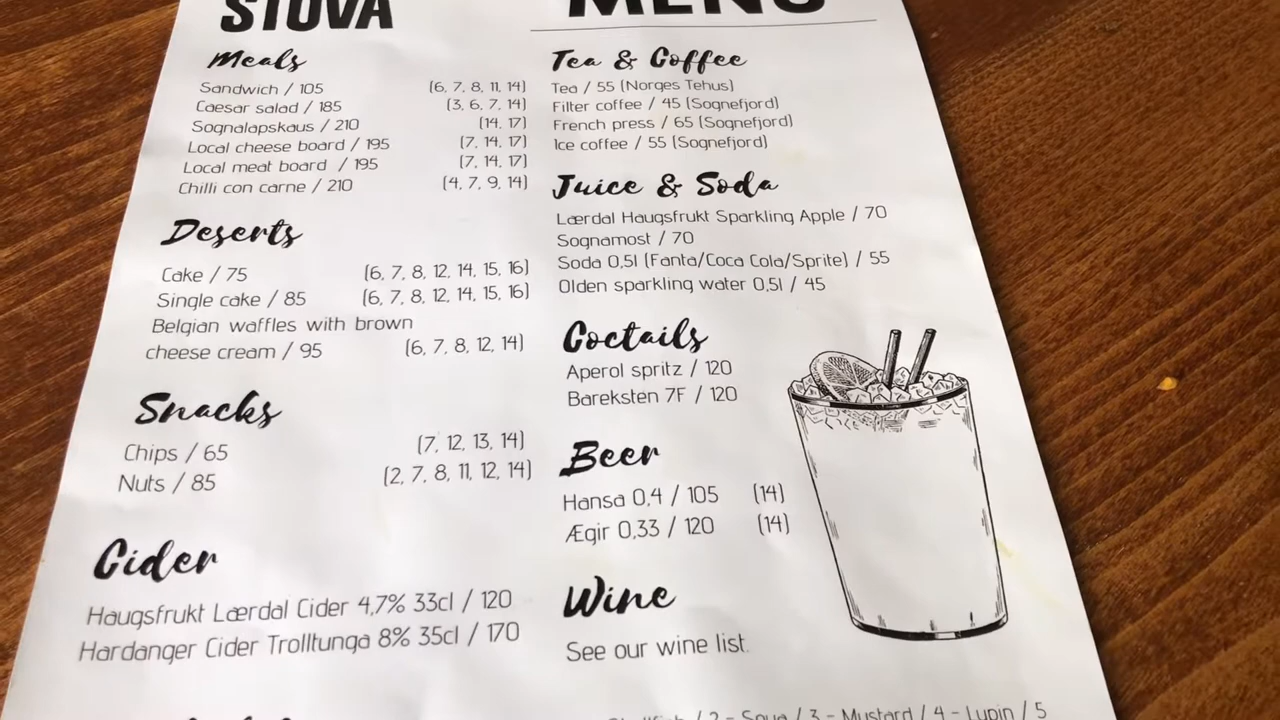 STOVA
Meals
Sandwich / 105 (6, 7, 8, 11, 14)
Caesar salad / 185 (3, 6, 7, 14)
Sognalapskaus / 210 (14, 17)
Local cheese board / 195 (7, 14, 17)
Local meat board / 195 (7, 14, 17)
Chilli con carne / 210 (4, 7, 9, 14)
Deserts
Cake / 75 (6, 7, 8, 12, 14, 15, 16)
Single cake / 85 (6, 7, 8, 12, 14, 15, 16)
Belgian waffles with brown
cheese cream / 95 (6, 7, 8, 12, 14)
Snacks
Chips / 65 (7, 12, 13, 14)
Nuts / 85 (2, 7, 8, 11, 12, 14)
Cider
Haugsfrukt Lærdal Cider 4,7% 33cl / 120
Hardanger Cider Trolltunga 8% 35cl / 170
MENU
Tea & Coffee
Tea / 55 (Norges Tehus)
Filter coffee / 45 (Sognefjord)
French press / 65 (Sognefjord)
Ice coffee / 55 (Sognefjord)
Juice & Soda
Lærdal Haugsfrukt Sparkling Apple / 70
Sognamost / 70
Soda 0,5l (Fanta/Coca Cola/Sprite) / 55
Olden sparkling water 0,5l / 45
Coctails
Aperol spritz / 120
Bareksten 7F / 120
Beer
Hansa 0,4 / 105 (14)
Ægir 0,33 / 120 (14)
Wine
See our wine list.
/ 2 - Soya / 3 - Mustard / 4 - Lupin / 5